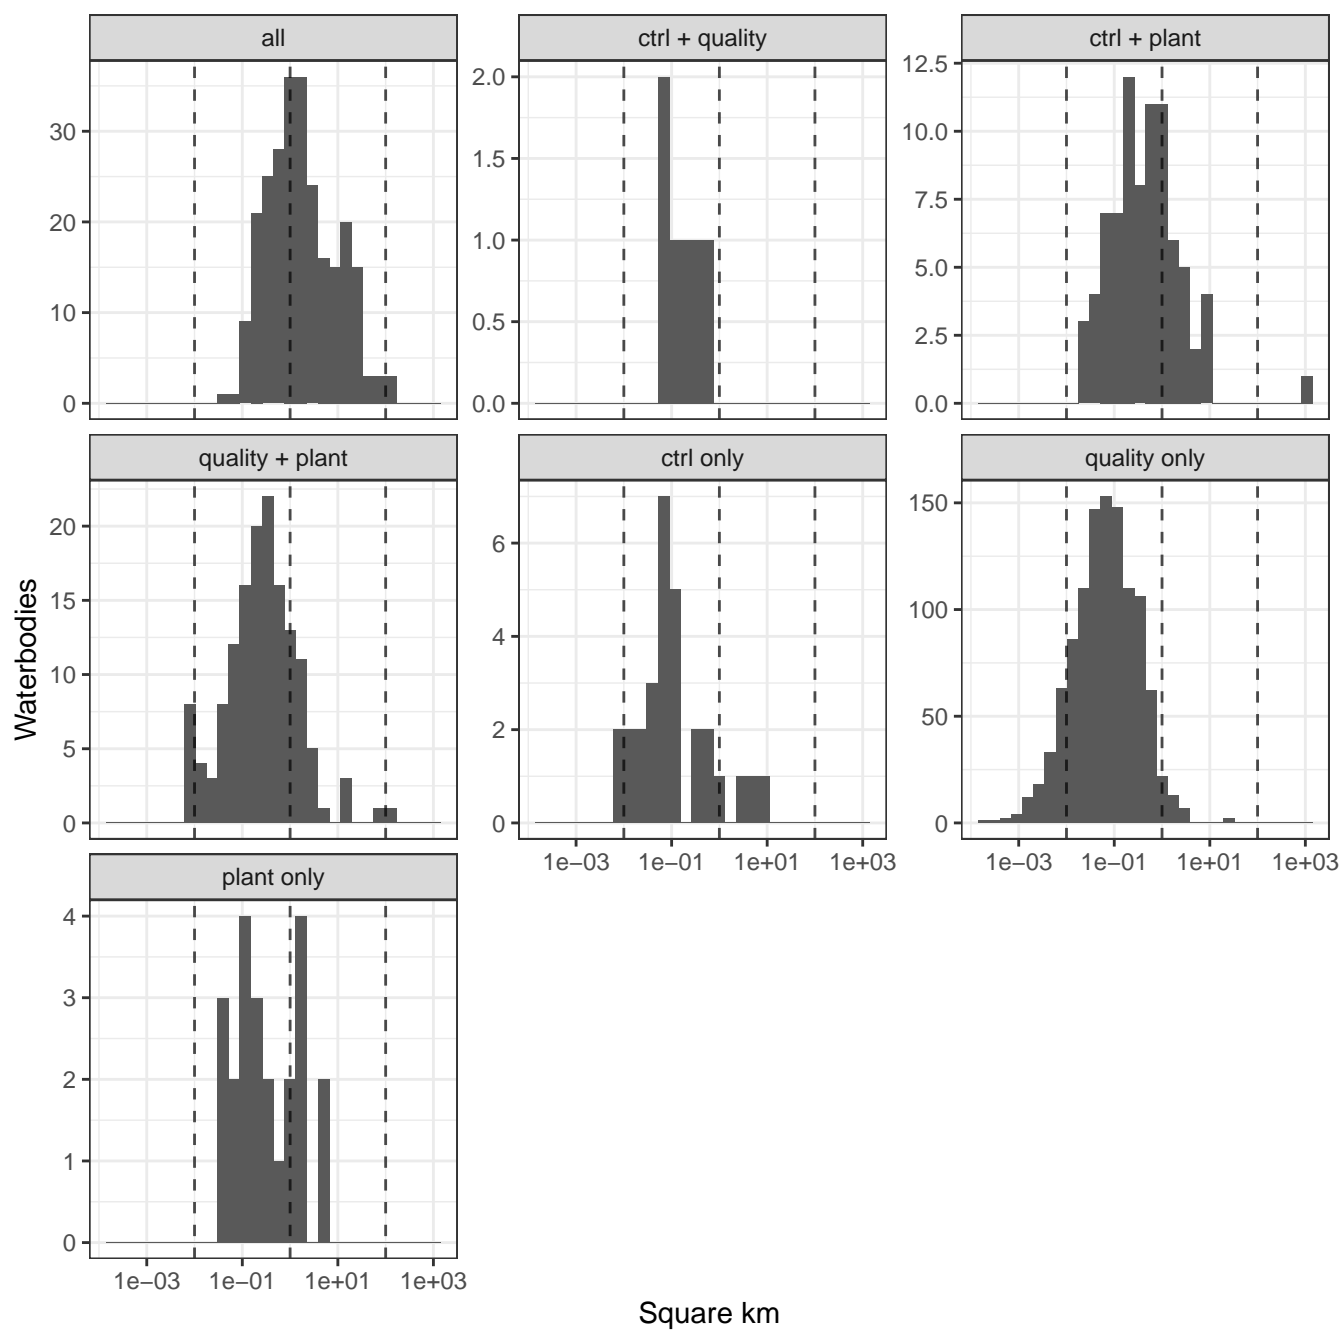 all
ctrl + quality
ctrl + plant
30
20
10
0
2.0
1.5
1.0
0.5
0.0
12.5
10.0
7.5
5.0
2.5
0.0
quality + plant
ctrl only
quality only
20
15
10
5
0
6
4
2
0
150
100
50
0
1e−03 1e−01 1e+01 1e+03
1e−03 1e−01 1e+01 1e+03
plant only
4
3
2
1
0
1e−03 1e−01 1e+01 1e+03
Waterbodies
Square km